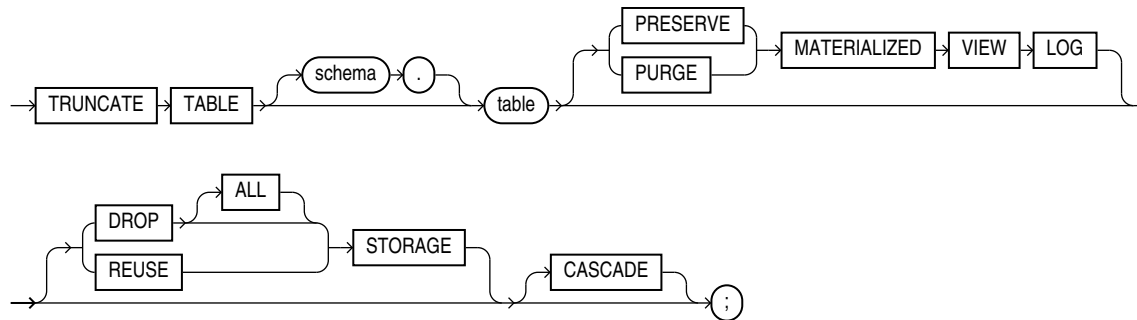 PRESERVE
schema . MATERIALIZED VIEW LOG
PURGE
TRUNCATE TABLE table
ALL
DROP
STORAGE
REUSE CASCADE
;